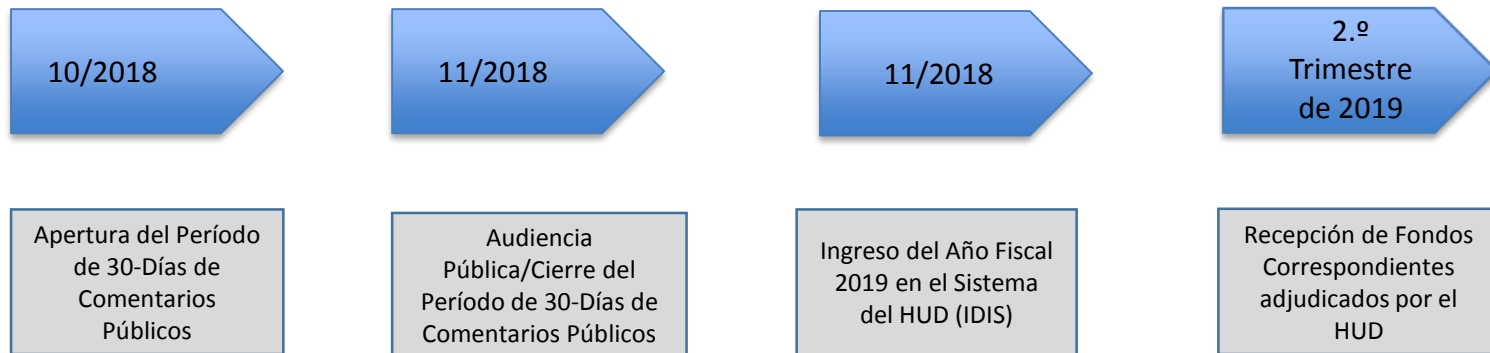 10/2018
11/2018
11/2018
2.º
Trimestre
de 2019
Apertura del Período
de 30-Días de
Comentarios
Públicos
Audiencia
Pública/Cierre del
Período de 30-Días de
Comentarios Públicos
Ingreso del Año Fiscal
2019 en el Sistema
del HUD (IDIS)
Recepción de Fondos
Correspondientes
adjudicados por el
HUD